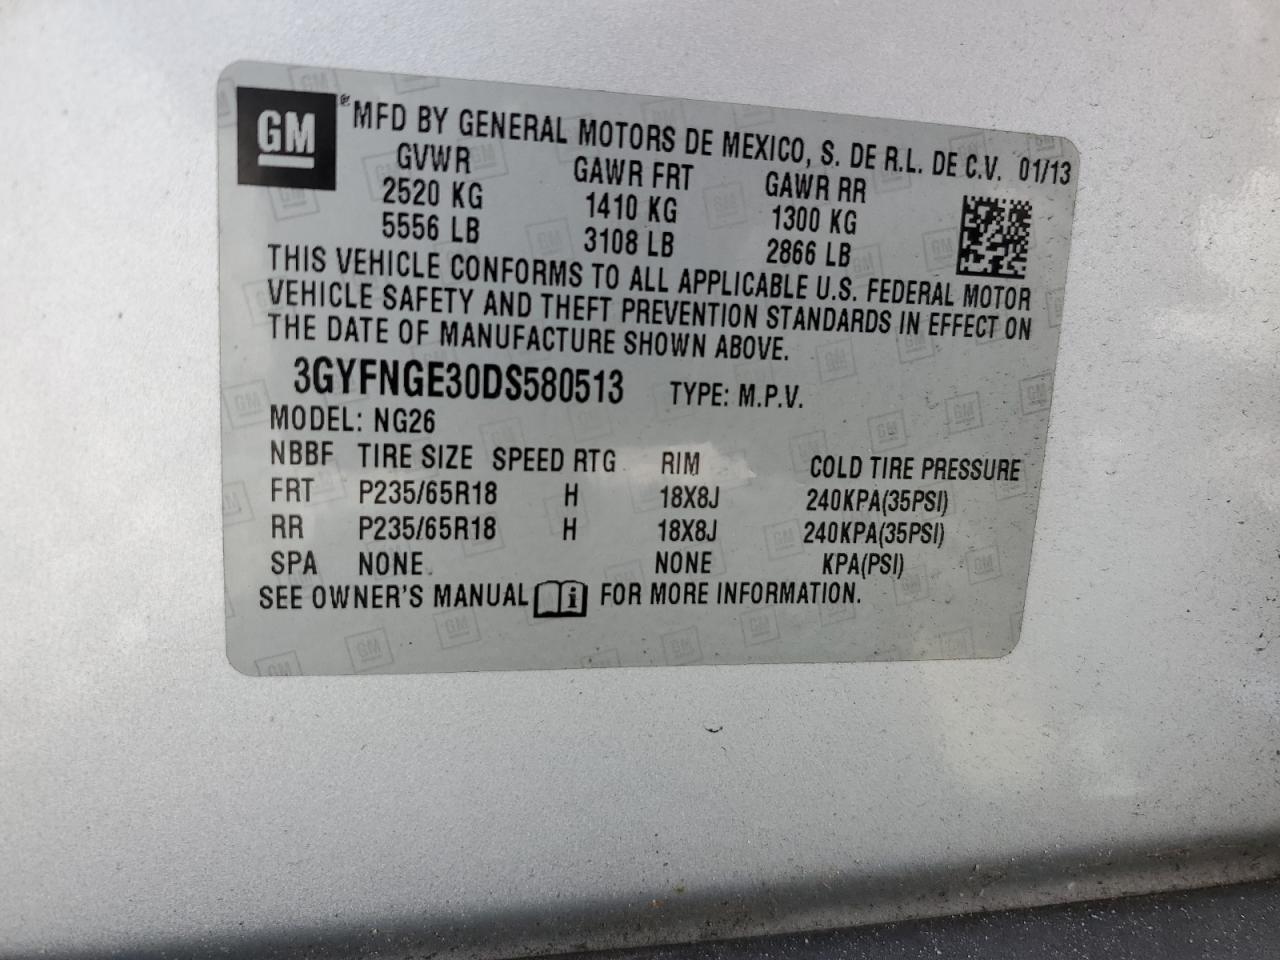 GM ® MFD BY GENERAL MOTORS DE MEXICO, S. DE R.L. DE C.V. 01/13
GVWR GAWR FRT GAWR RR
2520 KG 1410 KG 1300 KG
5556 LB 3108 LB 2866 LB
THIS VEHICLE CONFORMS TO ALL APPLICABLE U.S. FEDERAL MOTOR
VEHICLE SAFETY AND THEFT PREVENTION STANDARDS IN EFFECT ON
THE DATE OF MANUFACTURE SHOWN ABOVE.
3GYFNGE30DS580513 TYPE: M.P.V.
MODEL: NG26
NBBF TIRE SIZE SPEED RTG RIM COLD TIRE PRESSURE
FRT P235/65R18 H 18X8J 240KPA(35PSI)
RR P235/65R18 H 18X8J 240KPA(35PSI)
SPA NONE NONE KPA(PSI)
SEE OWNER'S MANUAL i FOR MORE INFORMATION.